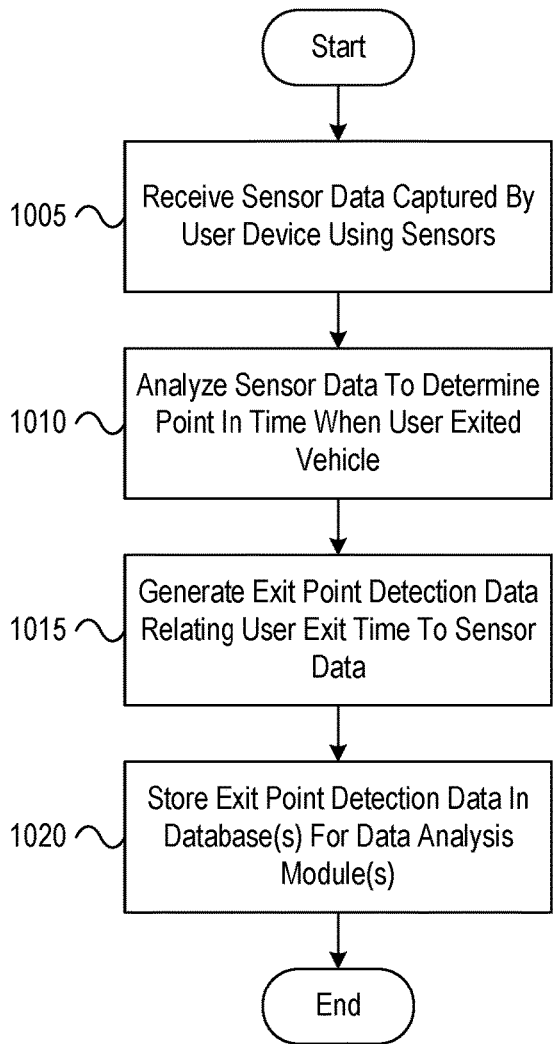 Start
Receive Sensor Data Captured By
1005
User Device Using Sensors
Analyze Sensor Data To Determine
1010
Point In Time When User Exited
Vehicle
Generate Exit Point Detection Data
1015
Relating User Exit Time To Sensor
Data
Store Exit Point Detection Data In
1020
Database(s) For Data Analysis
Module(s)
End